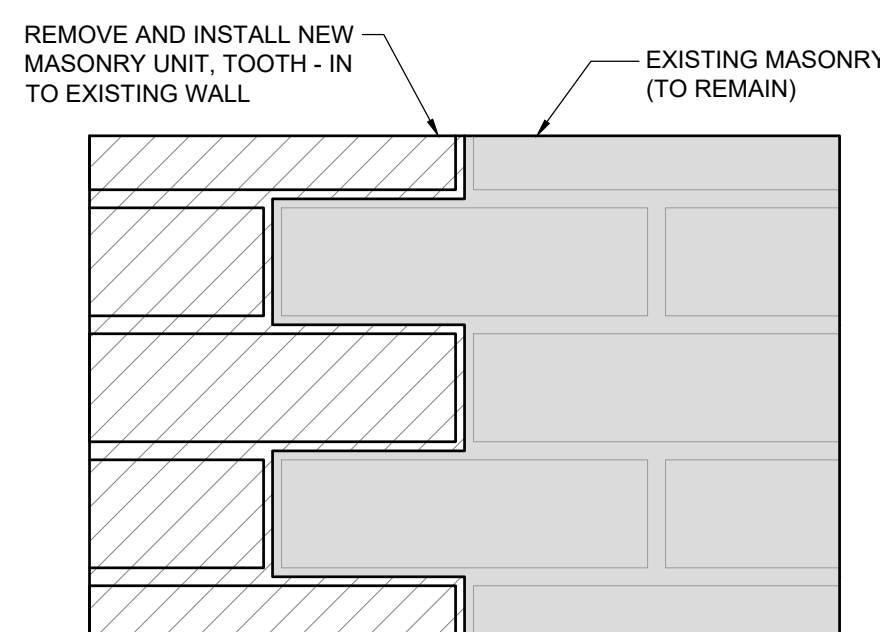 REMOVE AND INSTALL NEW
MASONRY UNIT, TOOTH - IN
TO EXISTING WALL
EXISTING MASONRY
(TO REMAIN)